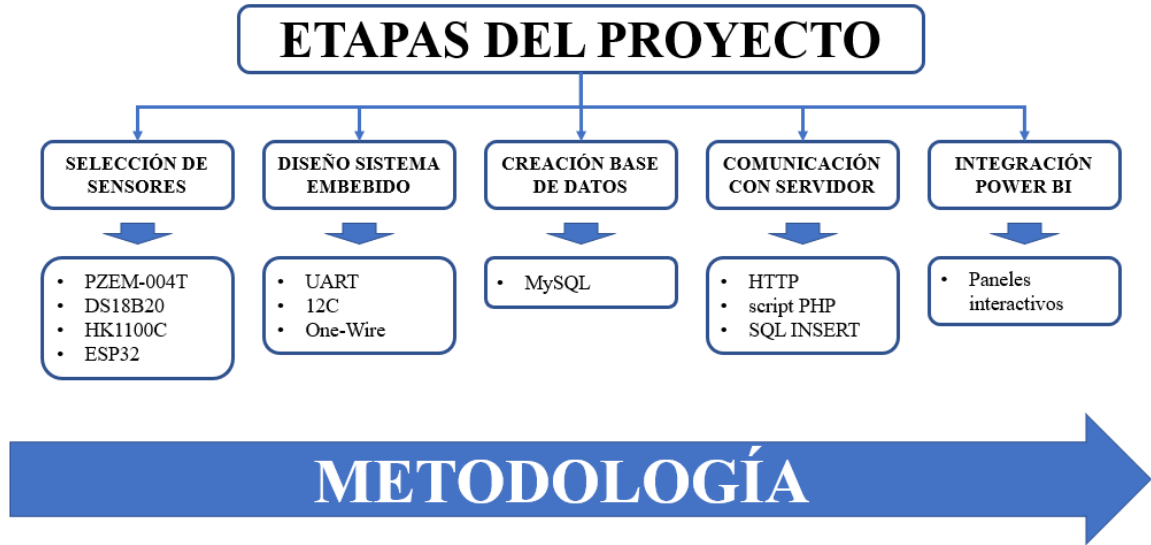 ETAPAS DEL PROYECTO
SELECCIÓN DE
SENSORES
DISEÑO SISTEMA
EMBEBIDO
CREACIÓN BASE
DE DATOS
COMUNICACIÓN
CON SERVIDOR
INTEGRACIÓN
POWER BI
• PZEM-004T
• DS18B20
• HK1100C
• ESP32
• UART
• 12C
• One-Wire
• MySQL
• HTTP
• script PHP
• SQL INSERT
• Paneles
interactivos
METODOLOGÍA